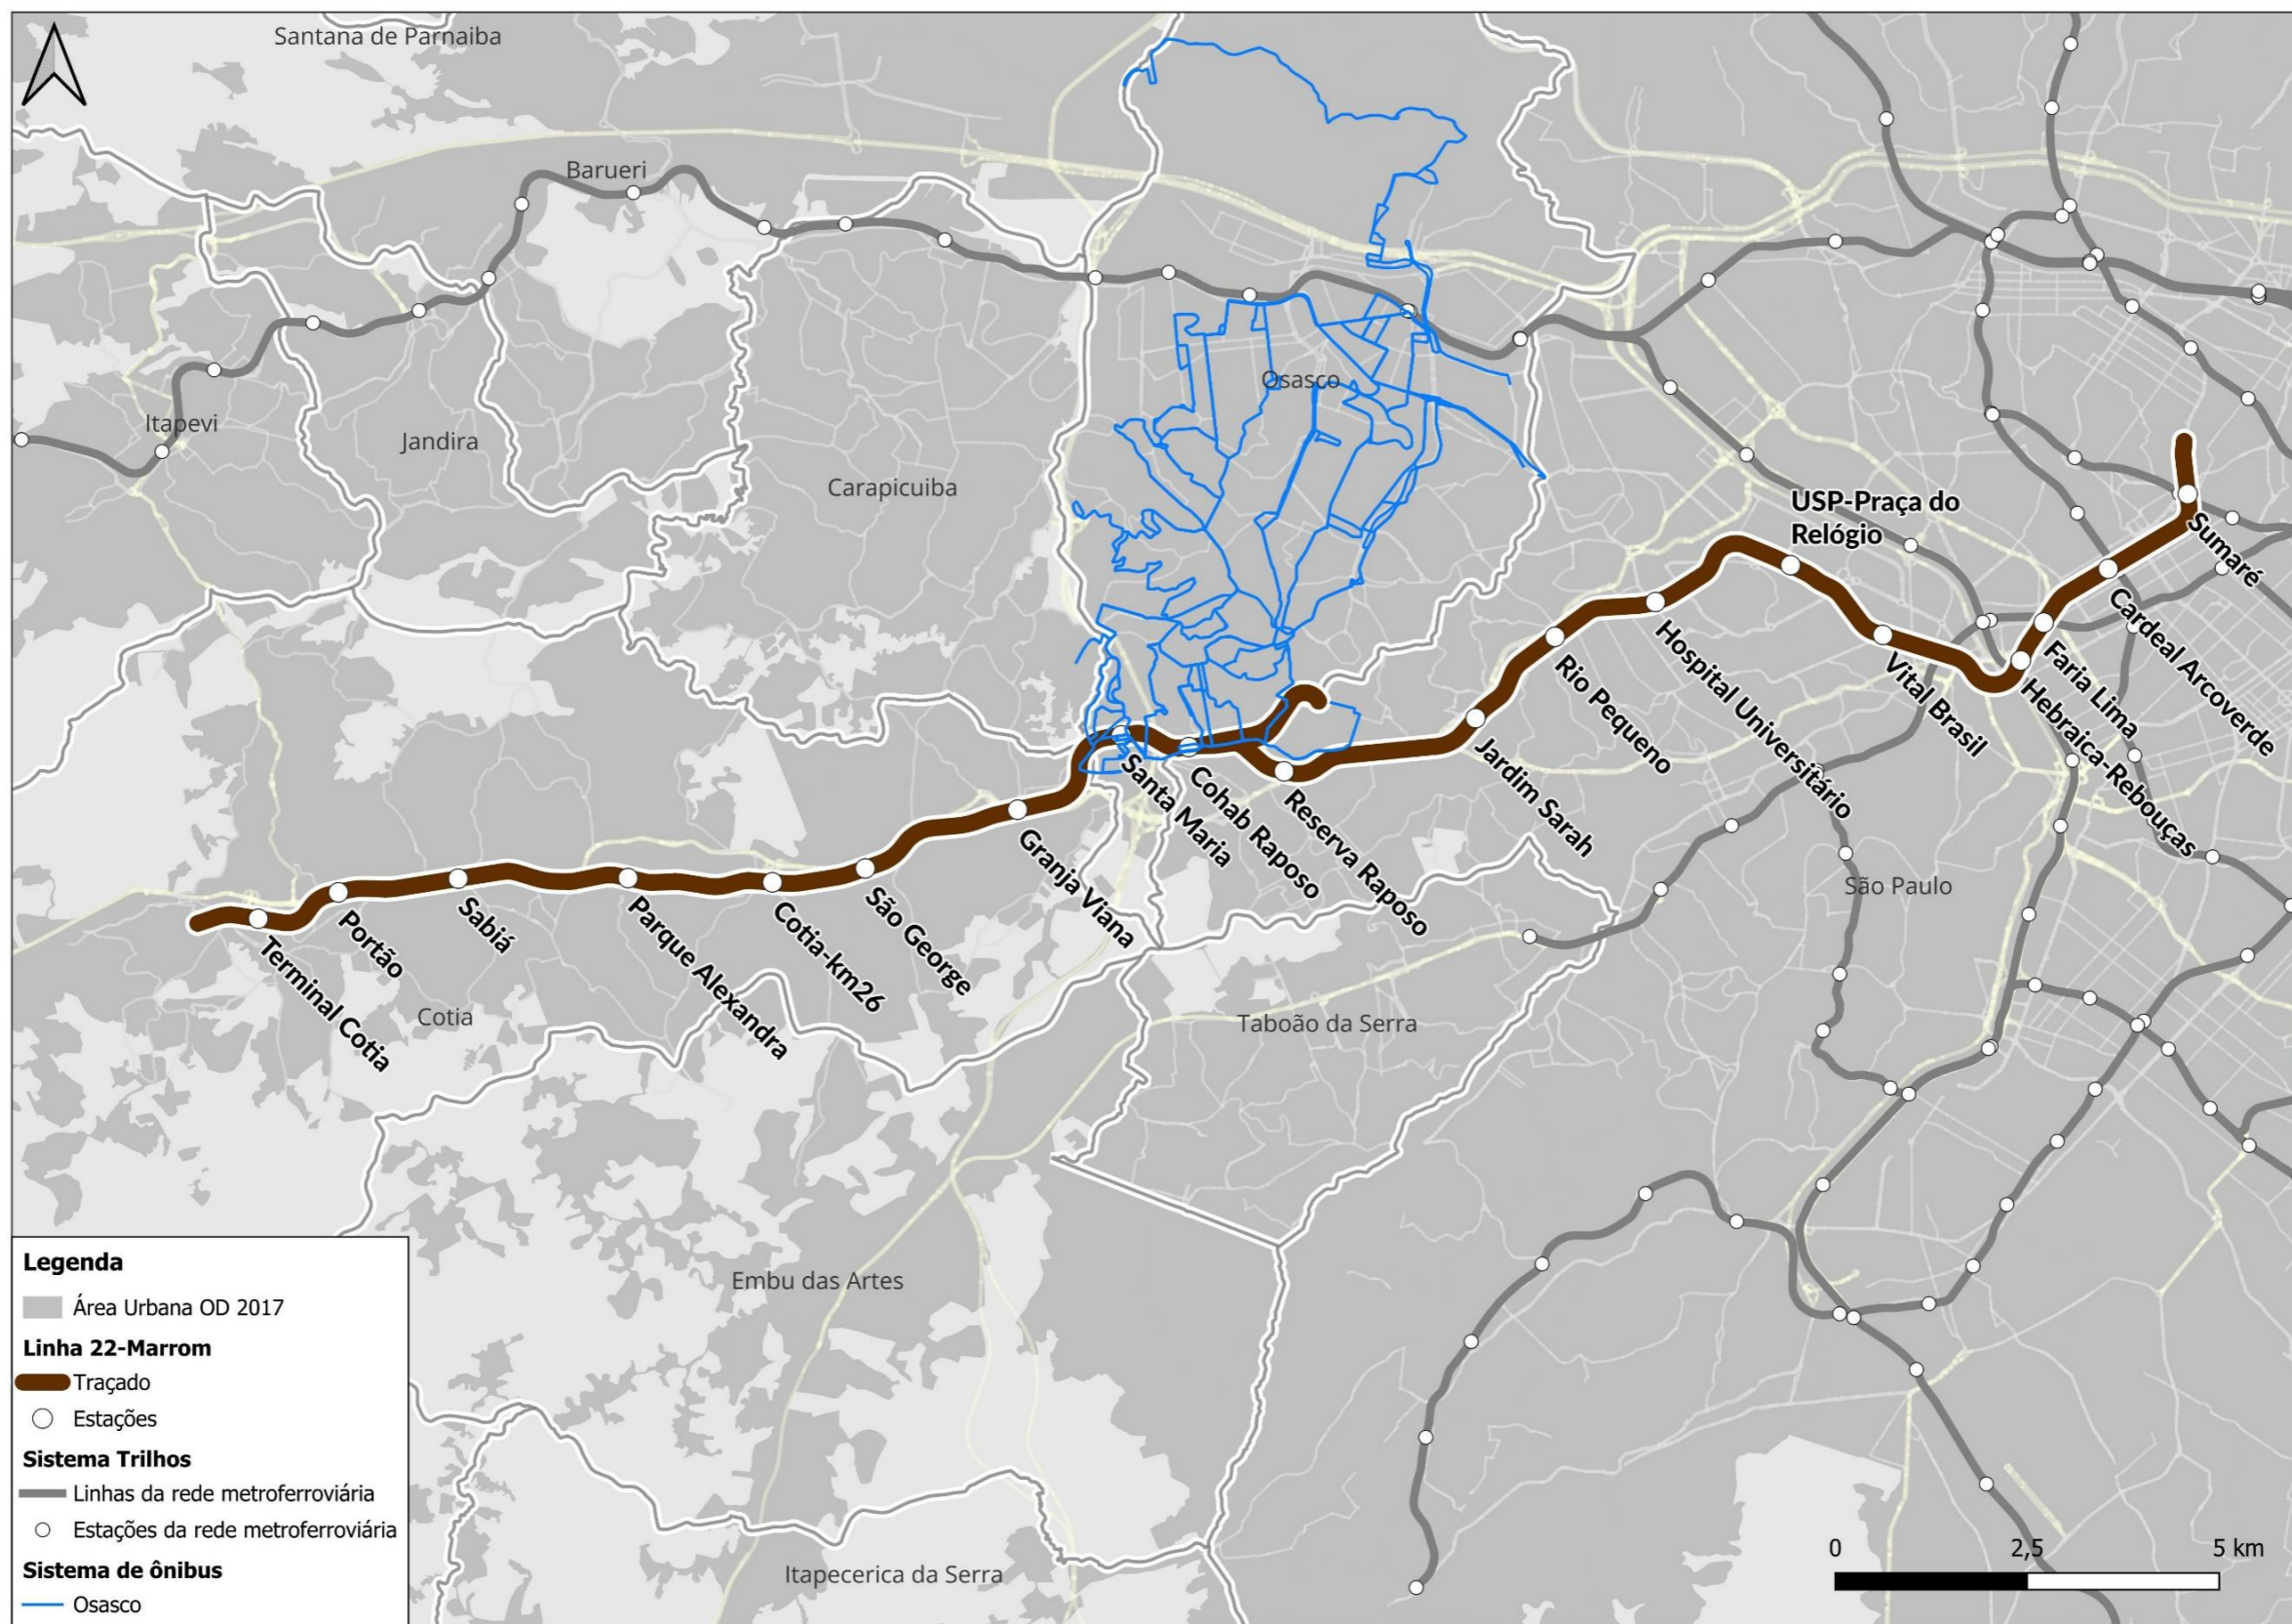 Santana de Parnaiba
Barueri
Itapevi
Jandira
Carapicuiba
Osasco
USP-Praça do
Relógio
Sumaré
Cardeal Arcoverde
Faria Lima
Hebraica-Rebouças
Vital Brasil
Hospital Universitário
Rio Pequeno
Jardim Sarah
Reserva Raposo
Cohab Raposo
Santa Maria
Granja Viana
São George
Cotia-km26
Parque Alexandra
Sabiá
Portão
Terminal Cotia
Cotia
São Paulo
Taboão da Serra
Embu das Artes
Itapecerica da Serra
Legenda
Área Urbana OD 2017
Linha 22-Marrom
Traçado
Estações
Sistema Trilhos
Linhas da rede metroferroviária
Estações da rede metroferroviária
Sistema de ônibus
Osasco
0 2,5 5 km